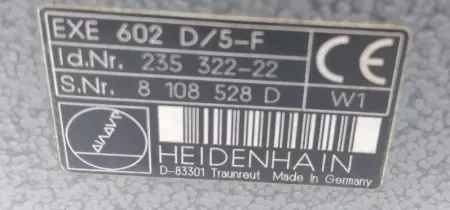 EXE 602 D/5-F
Id.Nr. 235 322-22
S.Nr. 8 108 528 D
CE
W1
HEIDENHAIN
D-83301 Traunreut Made in Germany